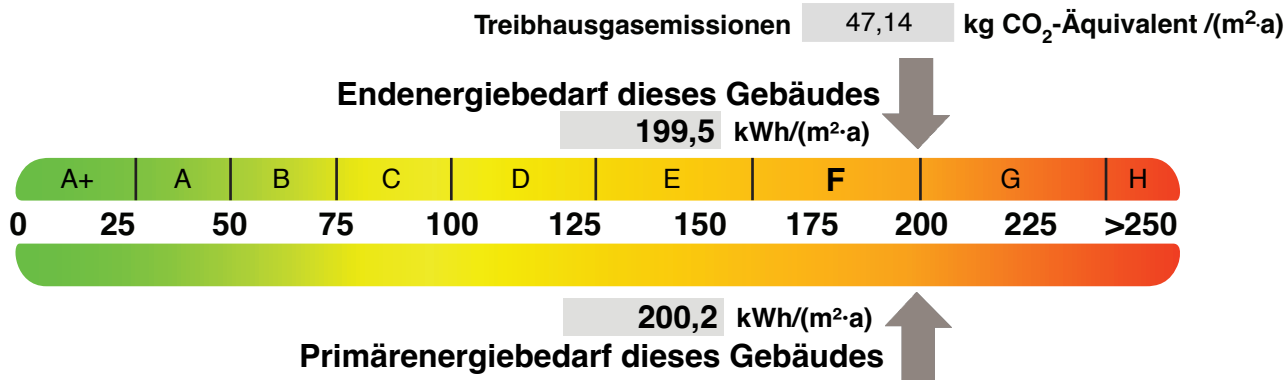 Treibhausgasemissionen 47,14 kg CO₂-Äquivalent /(m²·a)
Endenergiebedarf dieses Gebäudes
199,5 kWh/(m²·a)
A+ A B C D E F G H
0 25 50 75 100 125 150 175 200 225 >250
200,2 kWh/(m²·a)
Primärenergiebedarf dieses Gebäudes